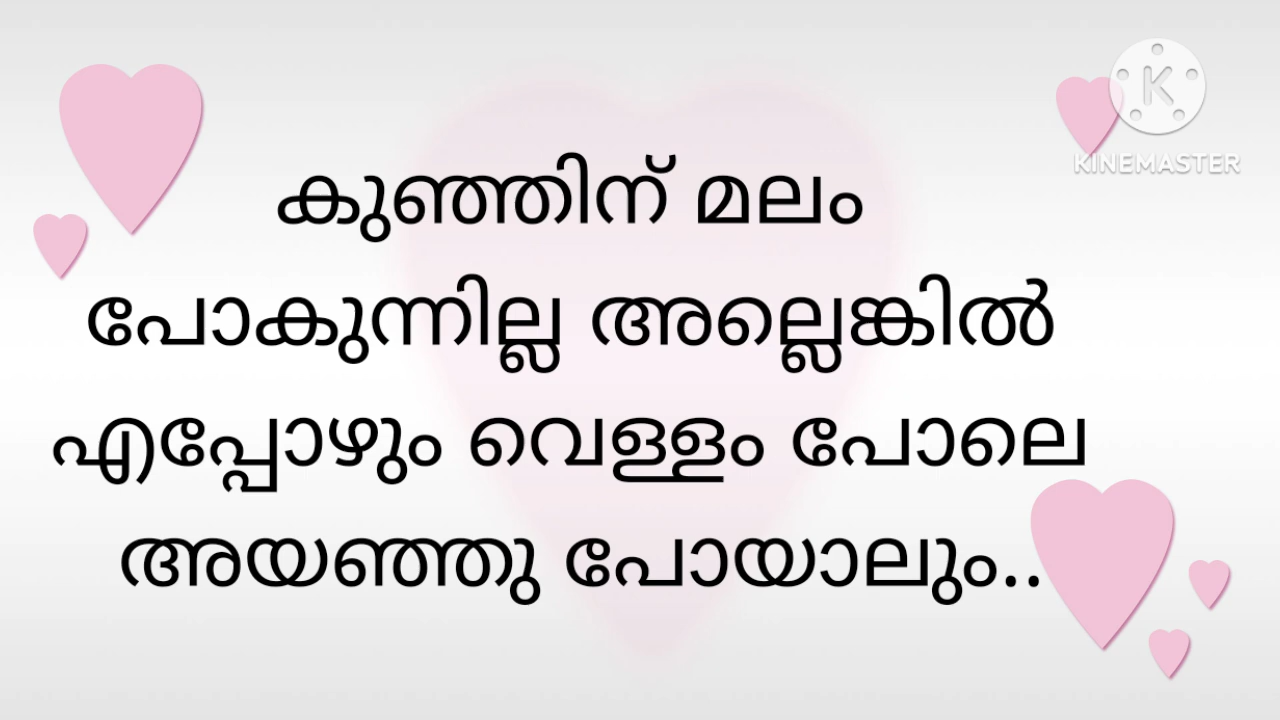 കുഞ്ഞിന് മലം
പോകുന്നില്ല അല്ലെങ്കിൽ
എപ്പോഴും വെള്ളം പോലെ
അയഞ്ഞു പോയാലും..
K
KINEMASTER